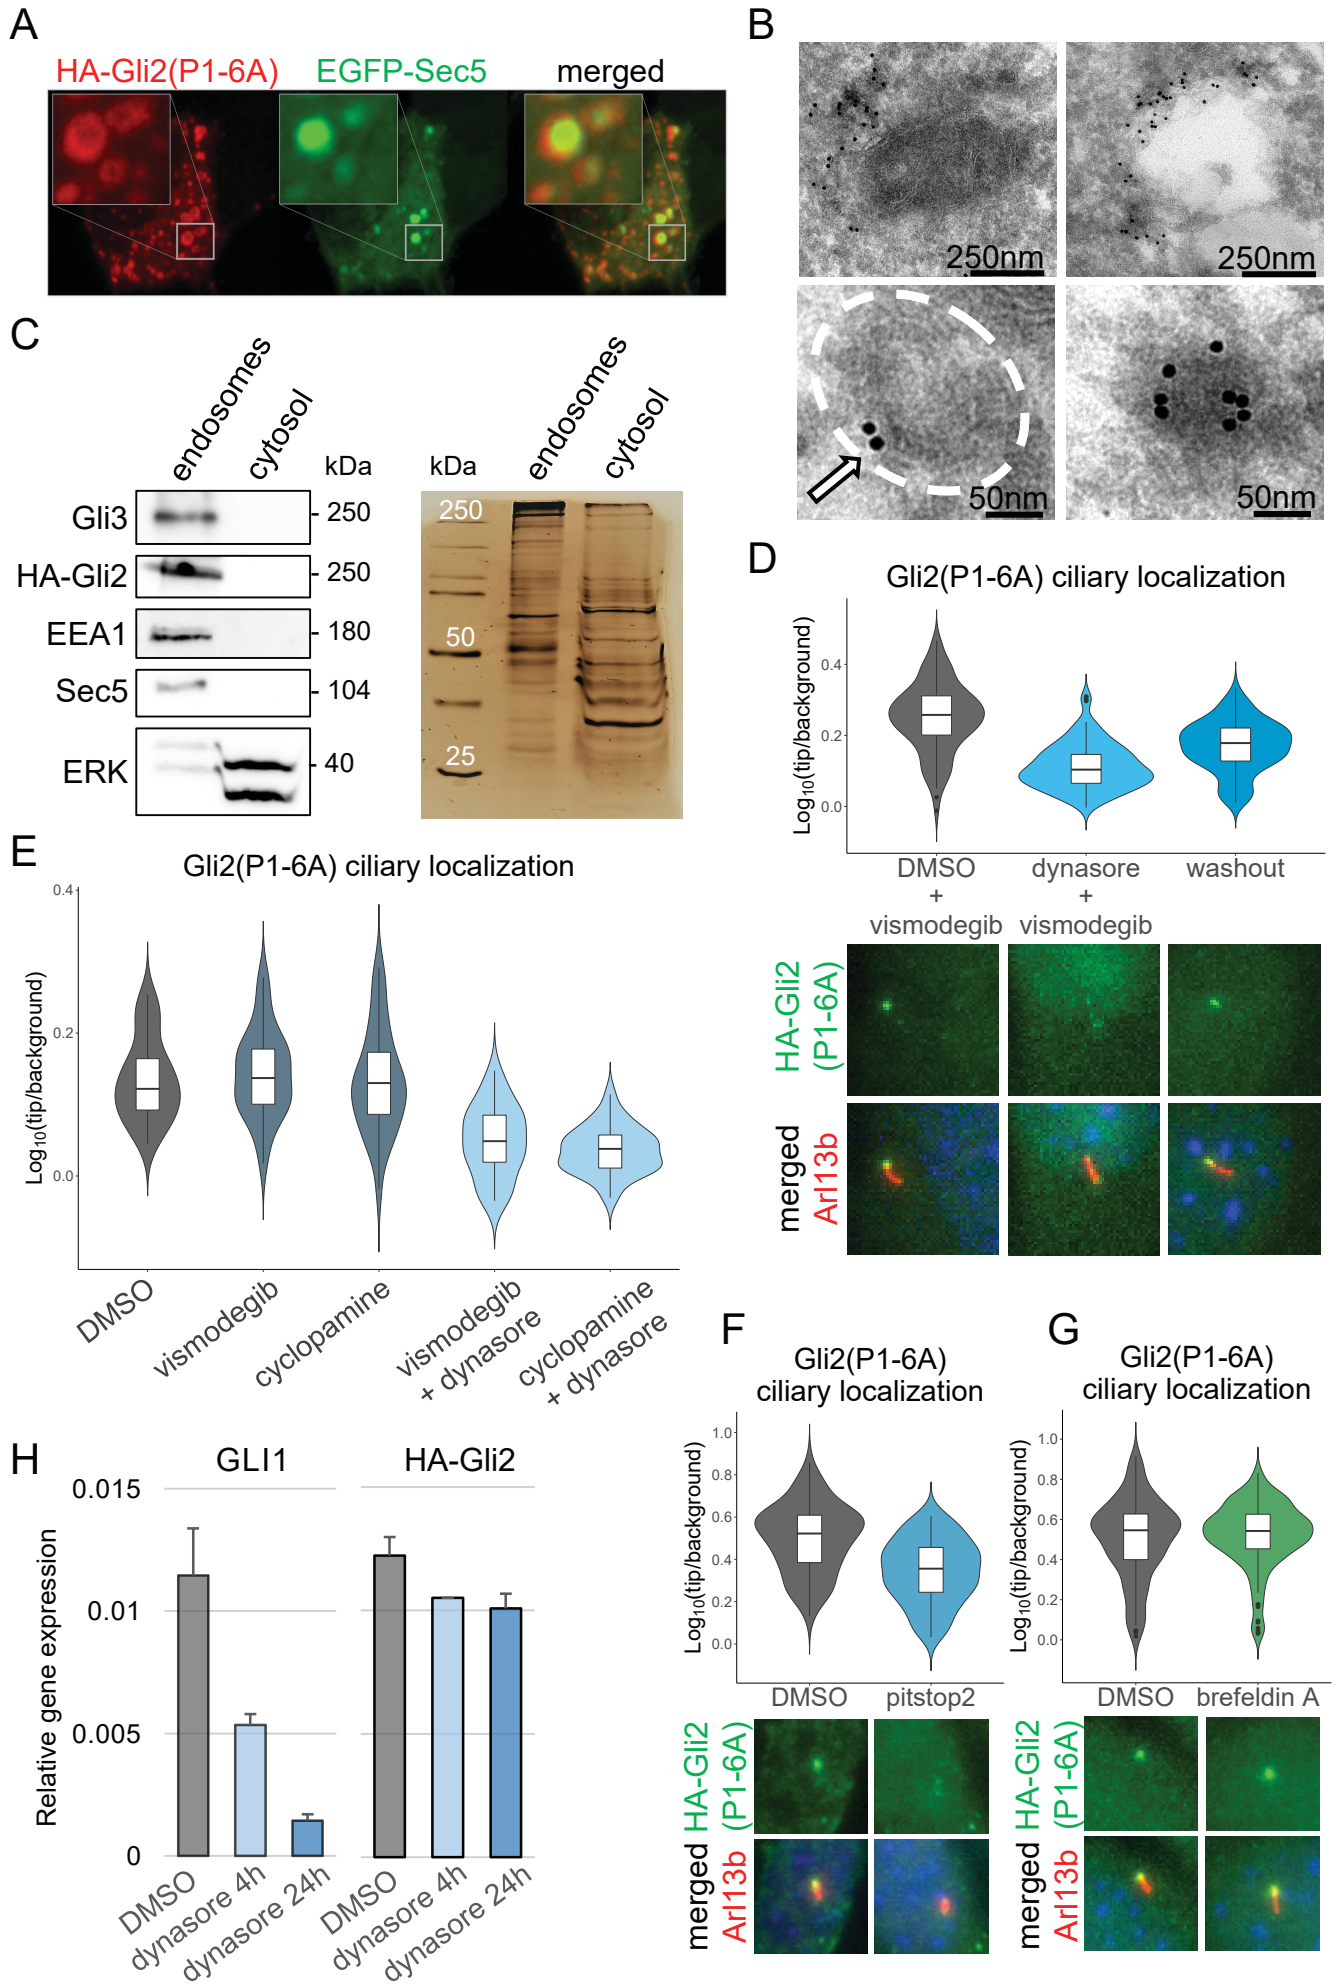 A
HA-Gli2(P1-6A) EGFP-Sec5 merged
B
250nm 250nm
50nm 50nm
C
endosomes cytosol kDa
Gli3 - 250
HA-Gli2 - 250
EEA1 - 180
Sec5 - 104
ERK - 40
kDa endosomes cytosol
250
50
25
D
Gli2(P1-6A) ciliary localization
Log10(tip/background)
0.4
0.2
0.0
DMSO dynasore washout
+ +
vismodegib vismodegib
HA-Gli2
(P1-6A)
merged
Arl13b
E
Gli2(P1-6A) ciliary localization
Log10(tip/background)
0.4
0.2
0.0
DMSO
vismodegib
cyclopamine
vismodegib
+ dynasore
cyclopamine
+ dynasore
F
Gli2(P1-6A)
ciliary localization
Log10(tip/background)
1.0
0.8
0.6
0.4
0.2
0.0
DMSO pitstop2
HA-Gli2
(P1-6A)
merged
Arl13b
G
Gli2(P1-6A)
ciliary localization
Log10(tip/background)
1.0
0.8
0.6
0.4
0.2
0.0
DMSO brefeldin A
HA-Gli2
(P1-6A)
merged
Arl13b
H
GLI1 HA-Gli2
Relative gene expression
0.015
0.01
0.005
0
DMSO
dynasore 4h
dynasore 24h
DMSO
dynasore 4h
dynasore 24h